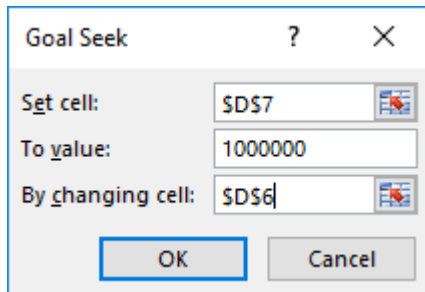 Goal Seek ? ×
Set cell: $D$7
To value: 1000000
By changing cell: $D$6
OK Cancel